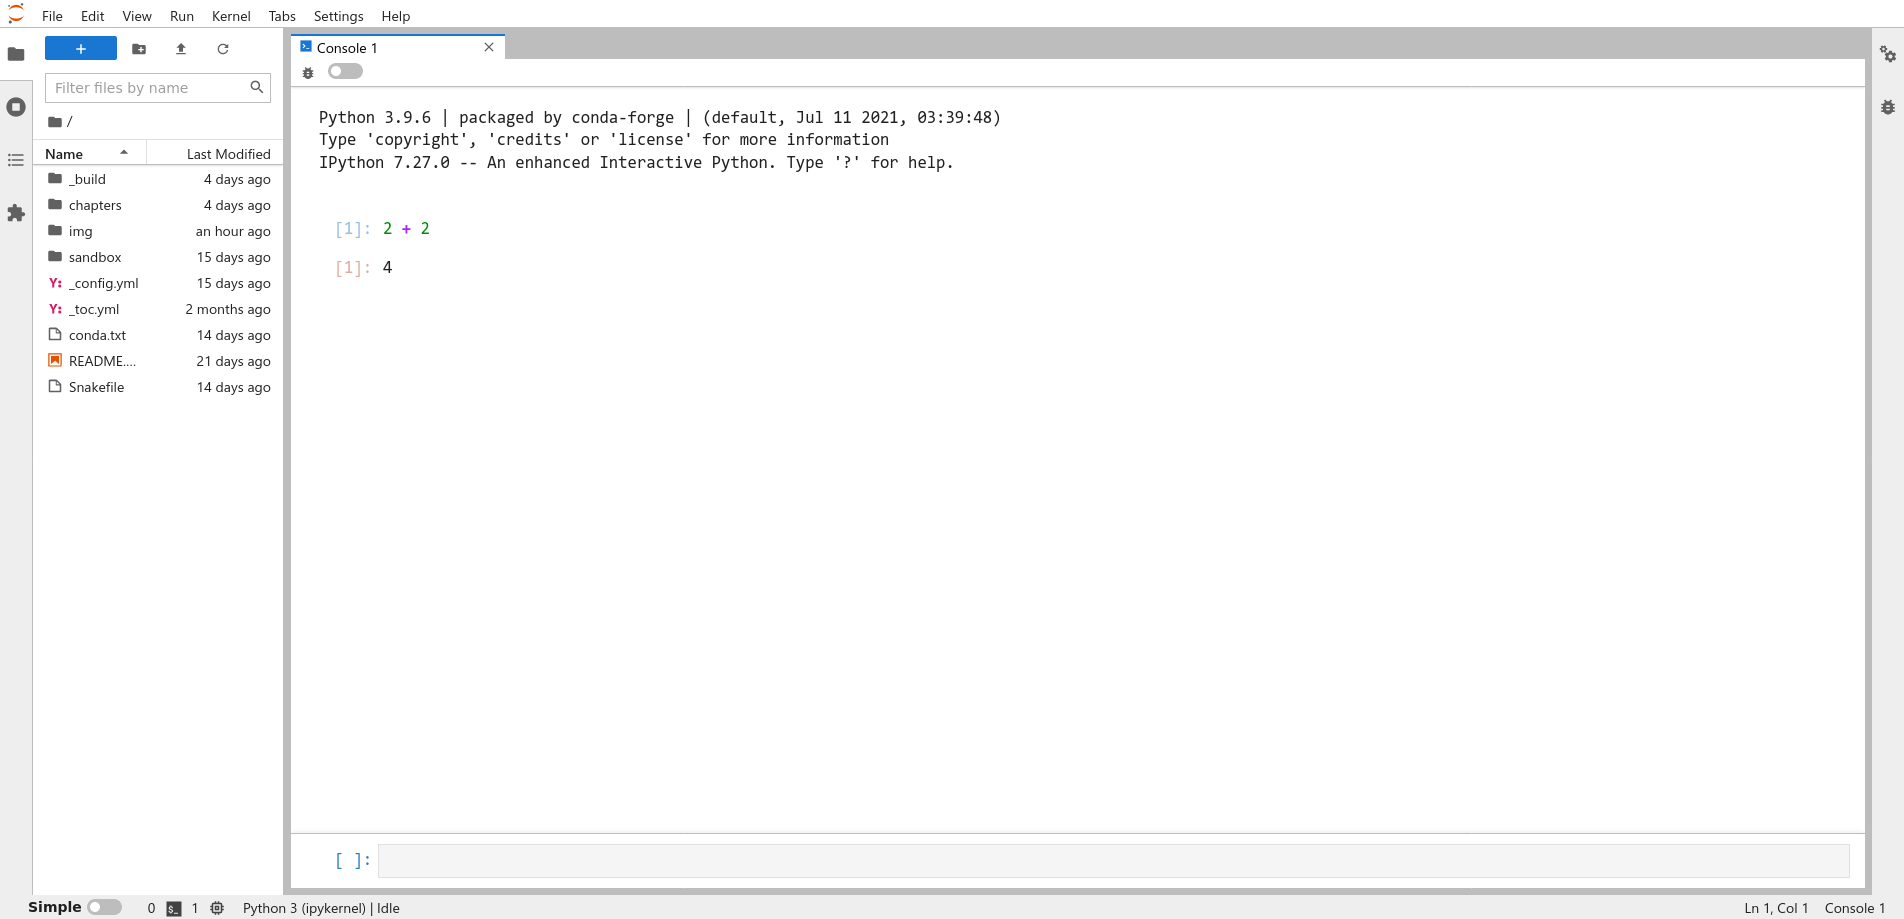 File Edit View Run Kernel Tabs Settings Help
+
Filter files by name
/
Name Last Modified
_build 4 days ago
chapters 4 days ago
img an hour ago
sandbox 15 days ago
Y: _config.yml 15 days ago
Y: _toc.yml 2 months ago
conda.txt 14 days ago
README.... 21 days ago
Snakefile 14 days ago
Console 1
Python 3.9.6 | packaged by conda-forge | (default, Jul 11 2021, 03:39:48)
Type 'copyright', 'credits' or 'license' for more information
IPython 7.27.0 -- An enhanced Interactive Python. Type '?' for help.
[1]: 2 + 2
[1]: 4
[ ]:
Simple 0 $_ 1 Python 3 (ipykernel) | Idle Ln 1, Col 1 Console 1